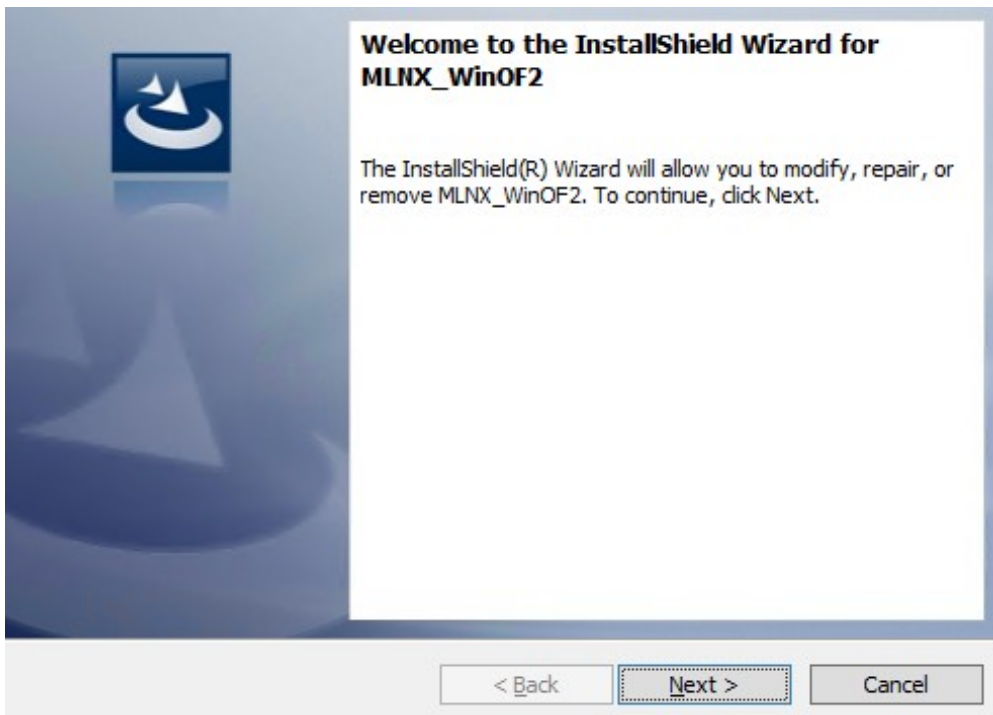 Welcome to the InstallShield Wizard for
MLNX_WinOF2
The InstallShield(R) Wizard will allow you to modify, repair, or
remove MLNX_WinOF2. To continue, click Next.
< Back
Next >
Cancel